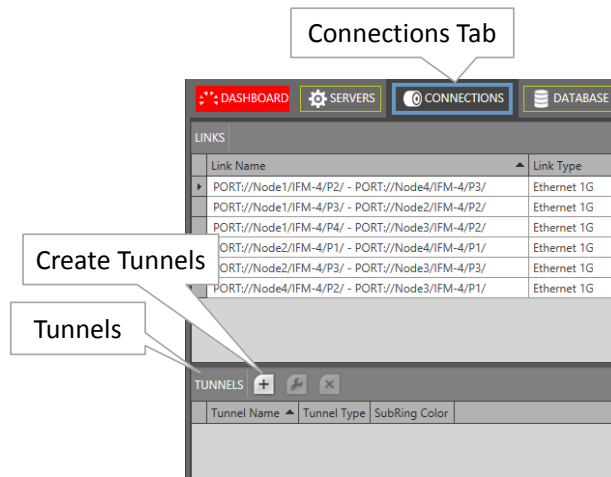 Connections Tab
DASHBOARD SERVERS CONNECTIONS DATABASE
LINKS
Link Name Link Type
PORT://Node1/IFM-4/P2/ - PORT://Node4/IFM-4/P3/ Ethernet 1G
PORT://Node1/IFM-4/P3/ - PORT://Node2/IFM-4/P2/ Ethernet 1G
PORT://Node1/IFM-4/P4/ - PORT://Node3/IFM-4/P2/ Ethernet 1G
PORT://Node2/IFM-4/P1/ - PORT://Node4/IFM-4/P1/ Ethernet 1G
Create Tunnels
PORT://Node2/IFM-4/P3/ - PORT://Node3/IFM-4/P3/ Ethernet 1G
PORT://Node4/IFM-4/P2/ - PORT://Node3/IFM-4/P1/ Ethernet 1G
Tunnels
TUNNELS
Tunnel Name Tunnel Type SubRing Color